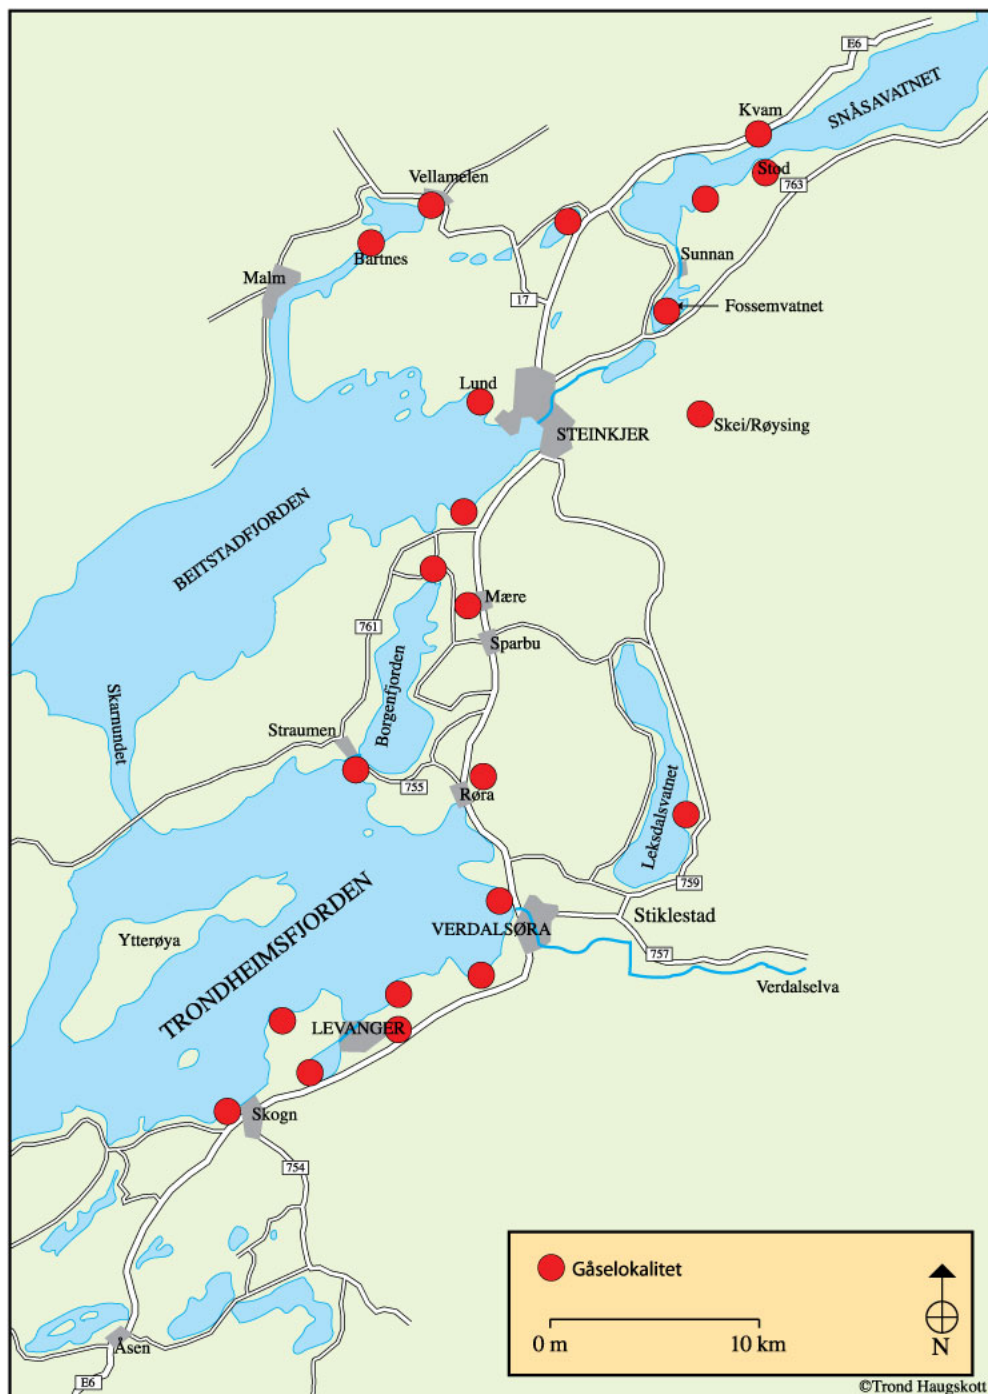 E6
SNÅSAVATNET
Kvam
Stod
763
Vellamelen
Bartnes
Sunnan
Malm
17
Fossemvatnet
Lund
Skei/Røysing
STEINKJER
BEITSTADFJORDEN
Mære
761
Sparbu
Borgenfjorden
Skarnundet
Straumen
755
Røra
Leksdalsvatnet
759
TRONDHEIMSFJORDEN
Stiklestad
VERDALSØRA
Ytterøya
757
Verdalselva
LEVANGER
Skogn
754
Gåselokalitet
0 m
10 km
N
Åsen
E6
©Trond Haugskott